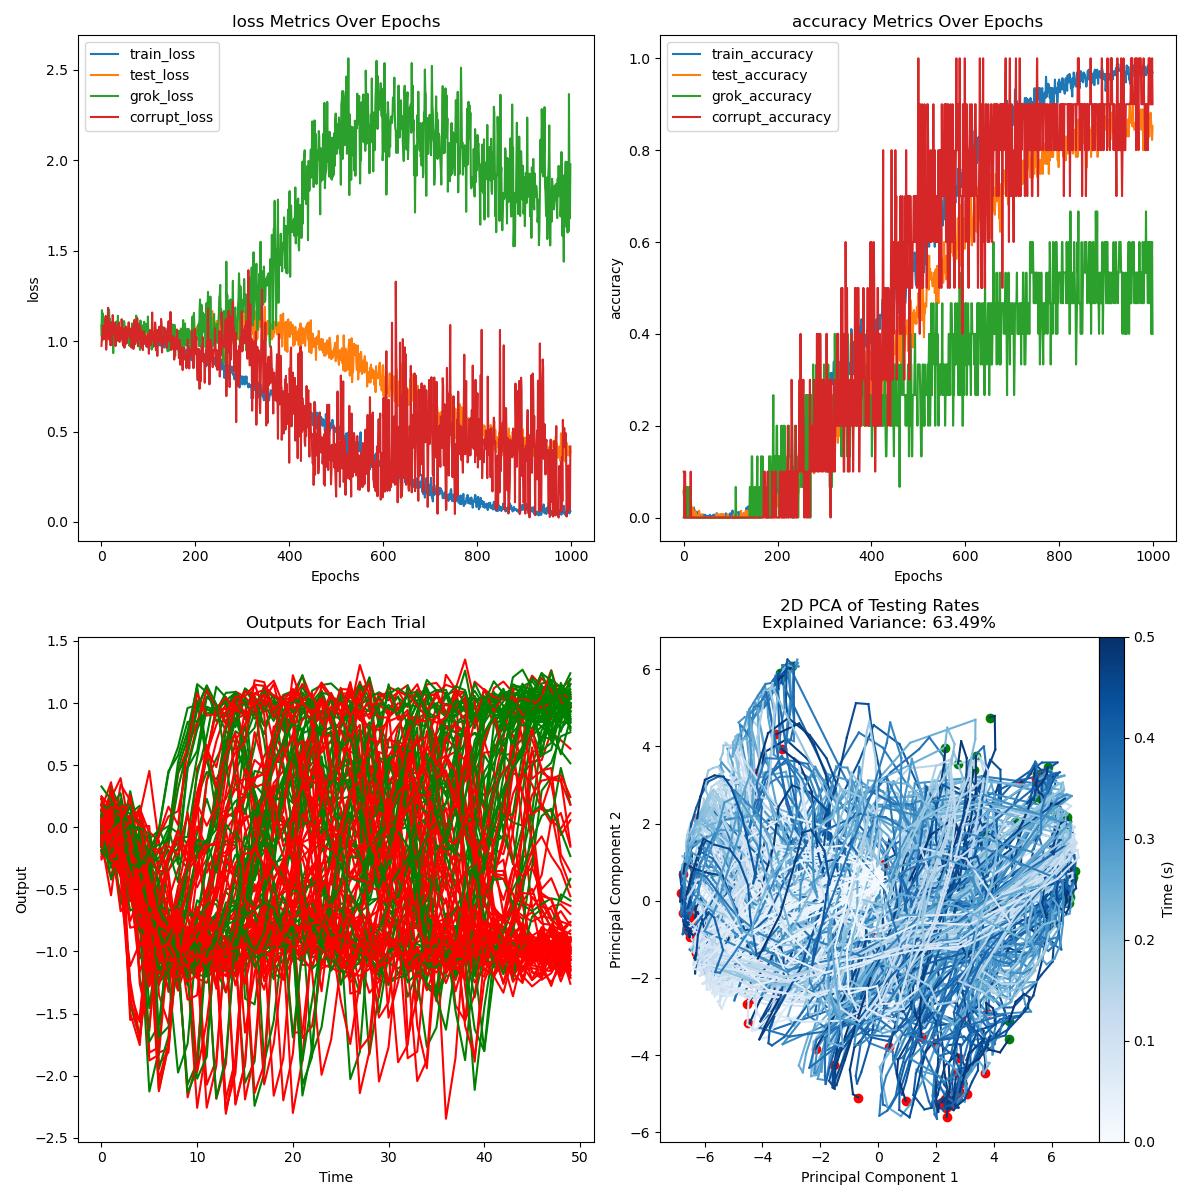 loss Metrics Over Epochs
2.5
2.0
1.5
1.0
0.5
0.0
loss
train_loss
test_loss
grok_loss
corrupt_loss
0 200 400 600 800 1000
Epochs
accuracy Metrics Over Epochs
1.0
0.8
0.6
0.4
0.2
0.0
accuracy
train_accuracy
test_accuracy
grok_accuracy
corrupt_accuracy
0 200 400 600 800 1000
Epochs
Outputs for Each Trial
1.5
1.0
0.5
0.0
−0.5
−1.0
−1.5
−2.0
−2.5
Output
0 10 20 30 40 50
Time
2D PCA of Testing Rates
Explained Variance: 63.49%
6
4
2
0
−2
−4
−6
Principal Component 2
−6 −4 −2 0 2 4 6
Principal Component 1
0.5
0.4
0.3
0.2
0.1
0.0
Time (s)